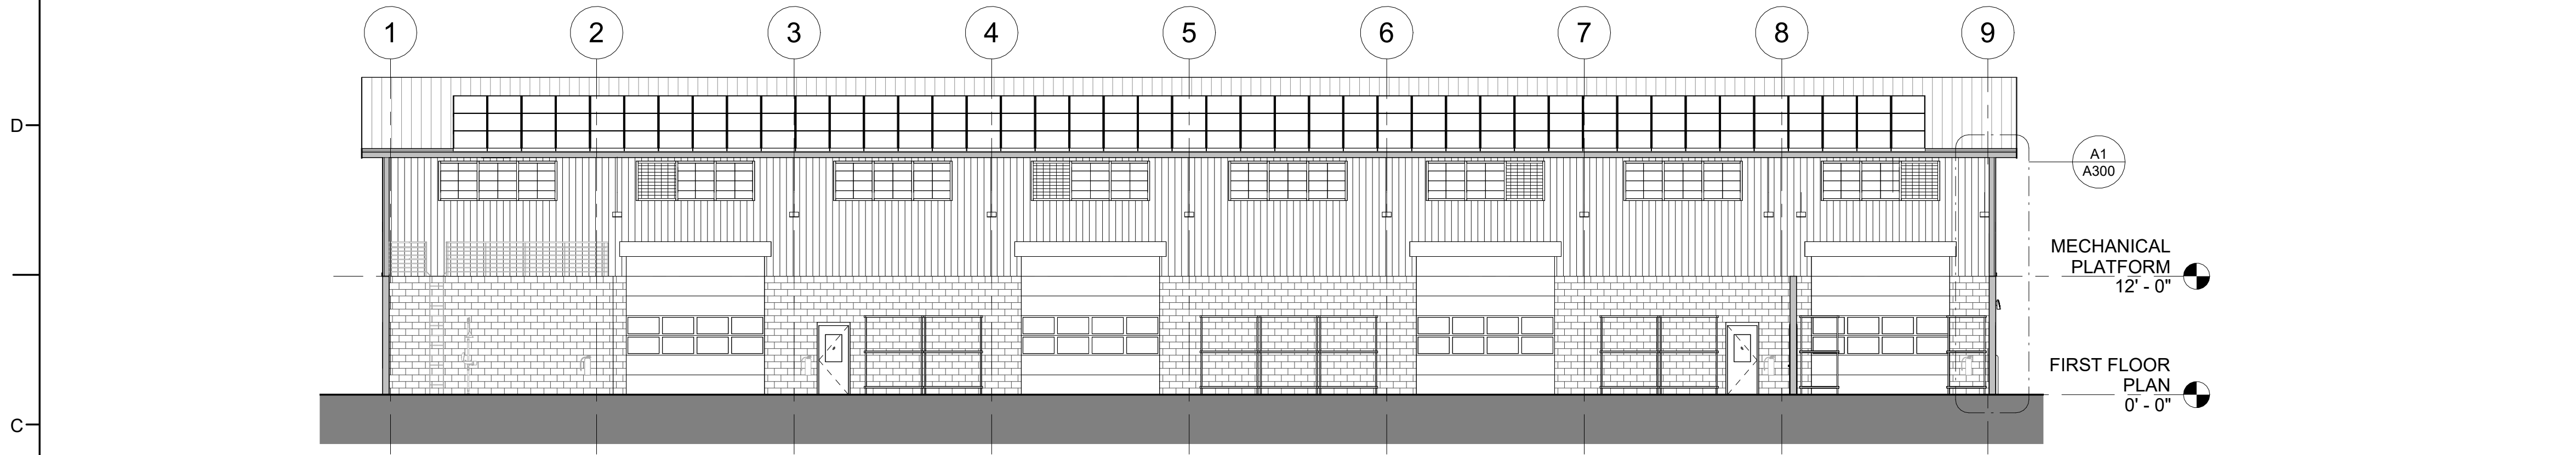 1 2 3 4 5 6 7 8 9
D
A1
A300
MECHANICAL
PLATFORM
12' - 0"
FIRST FLOOR
PLAN
0' - 0"
C